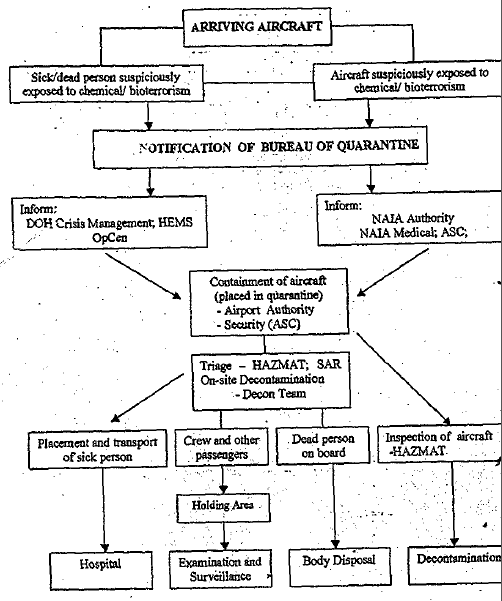 ARRIVING AIRCRAFT
Sick/dead person suspiciously
exposed to chemical/ bioterrorism
Aircraft suspiciously exposed to
chemical/ bioterrorism
NOTIFICATION OF BUREAU OF QUARANTINE
Inform:
DOH Crisis Management; HEMS
OpCen
Inform:
NAIA Authority
NAIA Medical; ASC;
Containment of aircraft
(placed in quarantine)
- Airport Authority
- Security (ASC)
Triage – HAZMAT; SAR
On-site Decontamination
- Decon Team
Placement and transport
of sick person
Crew and other
passengers
Dead person
on board
Inspection of aircraft
-HAZMAT
Holding Area
Hospital
Examination and
Surveillance
Body Disposal
Decontamination